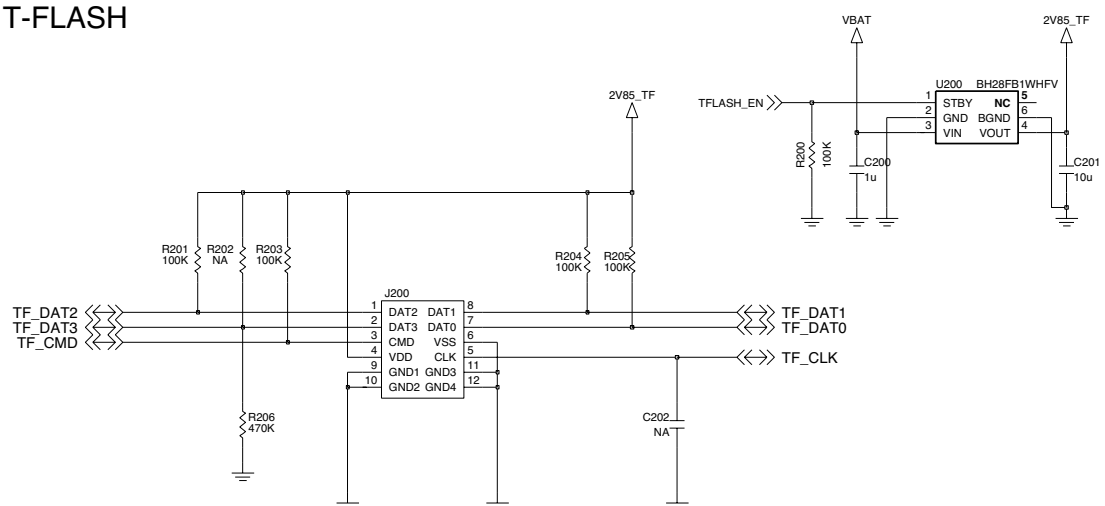 T-FLASH
VBAT
2V85_TF
U200 BH28FB1WHFV
TFLASH_EN
1 STBY NC 5
2 GND BGND 6
3 VIN VOUT 4
R200
100K
C200
1u
C201
10u
2V85_TF
R201
100K
R202
NA
R203
100K
R204
100K
R205
100K
J200
TF_DAT2 1 DAT2 DAT1 8 TF_DAT1
TF_DAT3 2 DAT3 DAT0 7 TF_DAT0
TF_CMD 3 CMD VSS 6
4 VDD CLK 5 TF_CLK
9 GND1 GND3 11
10 GND2 GND4 12
R206
470K
C202
NA